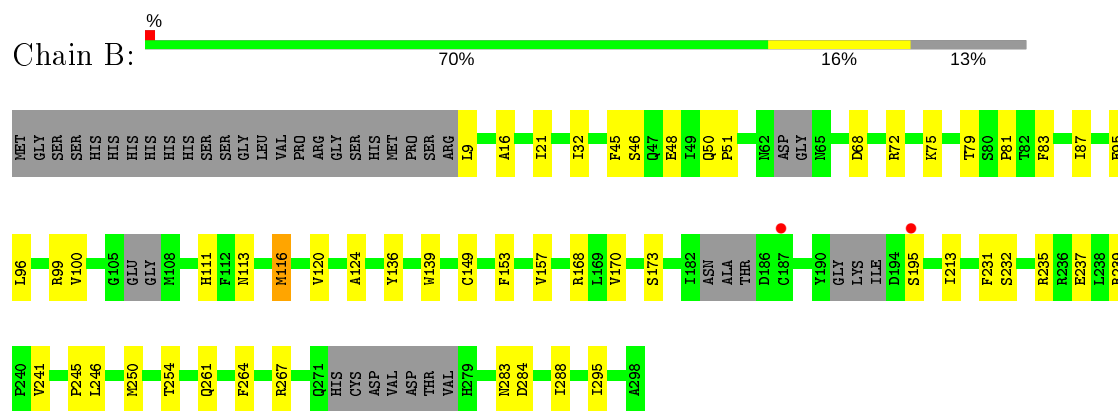 %
Chain B:
70% 16% 13%
MET GLY SER SER HIS HIS HIS HIS HIS HIS SER SER GLY LEU VAL PRO ARG GLY SER HIS MET PRO SER ARG L9 A16 I21 I32 F45 S46 Q47 E48 I49 Q50 P51 N62 ASP GLY N65 D68 R72 K75 T79 S80 P81 T82 F83 I87
L96 R99 V100 G105 GLU GLY M108 H111 F112 N113 M116 V120 A124 Y136 W139 C149 F153 V157 R168 L169 V170 S173 I182 ASN ALA THR D186 C187 Y190 GLY LYS ILE D194 S195 I213 F231 S232 R235 R236 E237 L238 R239
P240 V241 P245 L246 M250 T254 Q261 F264 R267 Q271 HIS CYS ASP VAL ASP THR VAL H279 N283 D284 I288 I295 A298